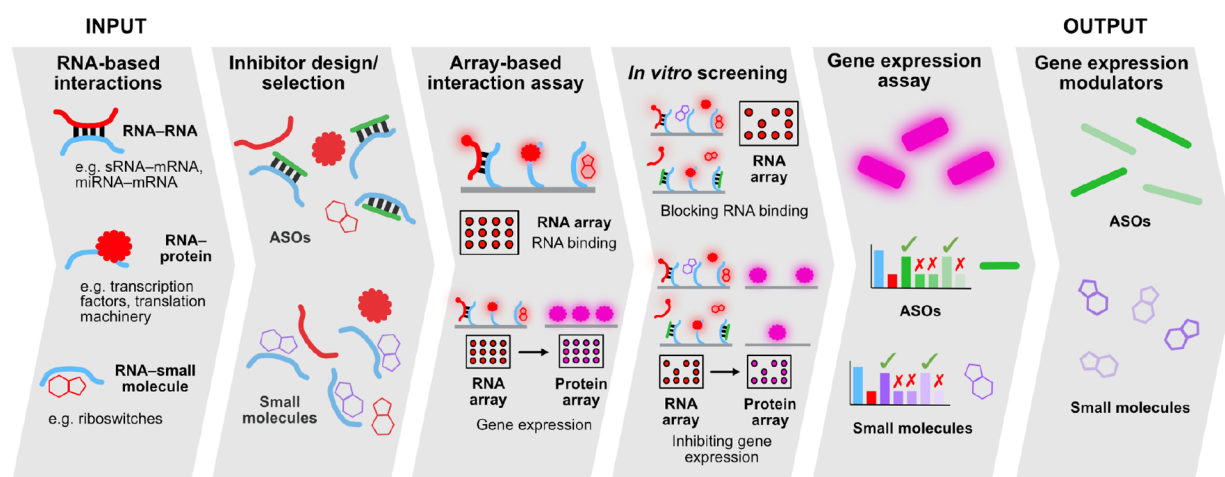 INPUT
OUTPUT
RNA-based
interactions
RNA–RNA
e.g. sRNA–mRNA,
miRNA–mRNA
RNA–
protein
e.g. transcription
factors, translation
machinery
RNA–small
molecule
e.g. riboswitches
Inhibitor design/
selection
ASOs
Small
molecules
Array-based
interaction assay
RNA array
RNA binding
RNA
array
Protein
array
Gene expression
In vitro screening
RNA
array
Blocking RNA binding
RNA
array
Protein
array
Inhibiting gene
expression
Gene expression
assay
ASOs
Small molecules
Gene expression
modulators
ASOs
Small molecules